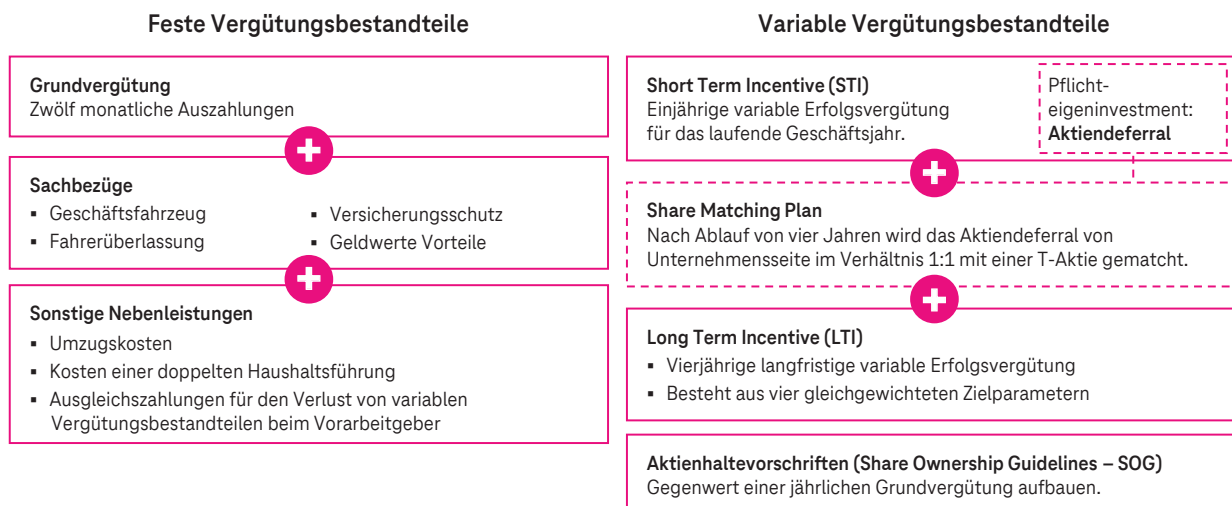 Feste Vergütungsbestandteile
Grundvergütung
Zwölf monatliche Auszahlungen
Sachbezüge
▪ Geschäftsfahrzeug
▪ Fahrerüberlassung
▪ Versicherungsschutz
▪ Geldwerte Vorteile
Sonstige Nebenleistungen
▪ Umzugskosten
▪ Kosten einer doppelten Haushaltsführung
▪ Ausgleichszahlungen für den Verlust von variablen
Vergütungsbestandteilen beim Vorarbeitgeber
Variable Vergütungsbestandteile
Short Term Incentive (STI)
Einjährige variable Erfolgsvergütung
für das laufende Geschäftsjahr.
Pflicht-
eigeninvestment:
Aktiendeferral
Share Matching Plan
Nach Ablauf von vier Jahren wird das Aktiendeferral von
Unternehmensseite im Verhältnis 1:1 mit einer T-Aktie gematcht.
Long Term Incentive (LTI)
▪ Vierjährige langfristige variable Erfolgsvergütung
▪ Besteht aus vier gleichgewichteten Zielparametern
Aktienhaltevorschriften (Share Ownership Guidelines – SOG)
Gegenwert einer jährlichen Grundvergütung aufbauen.